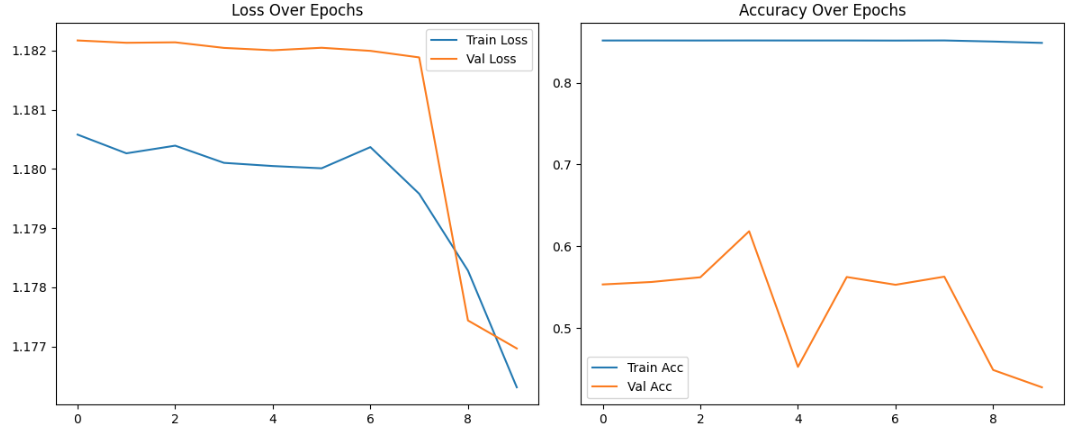 Loss Over Epochs
1.182
1.181
1.180
1.179
1.178
1.177
0 2 4 6 8
Train Loss
Val Loss
Accuracy Over Epochs
0.8
0.7
0.6
0.5
0 2 4 6 8
Train Acc
Val Acc